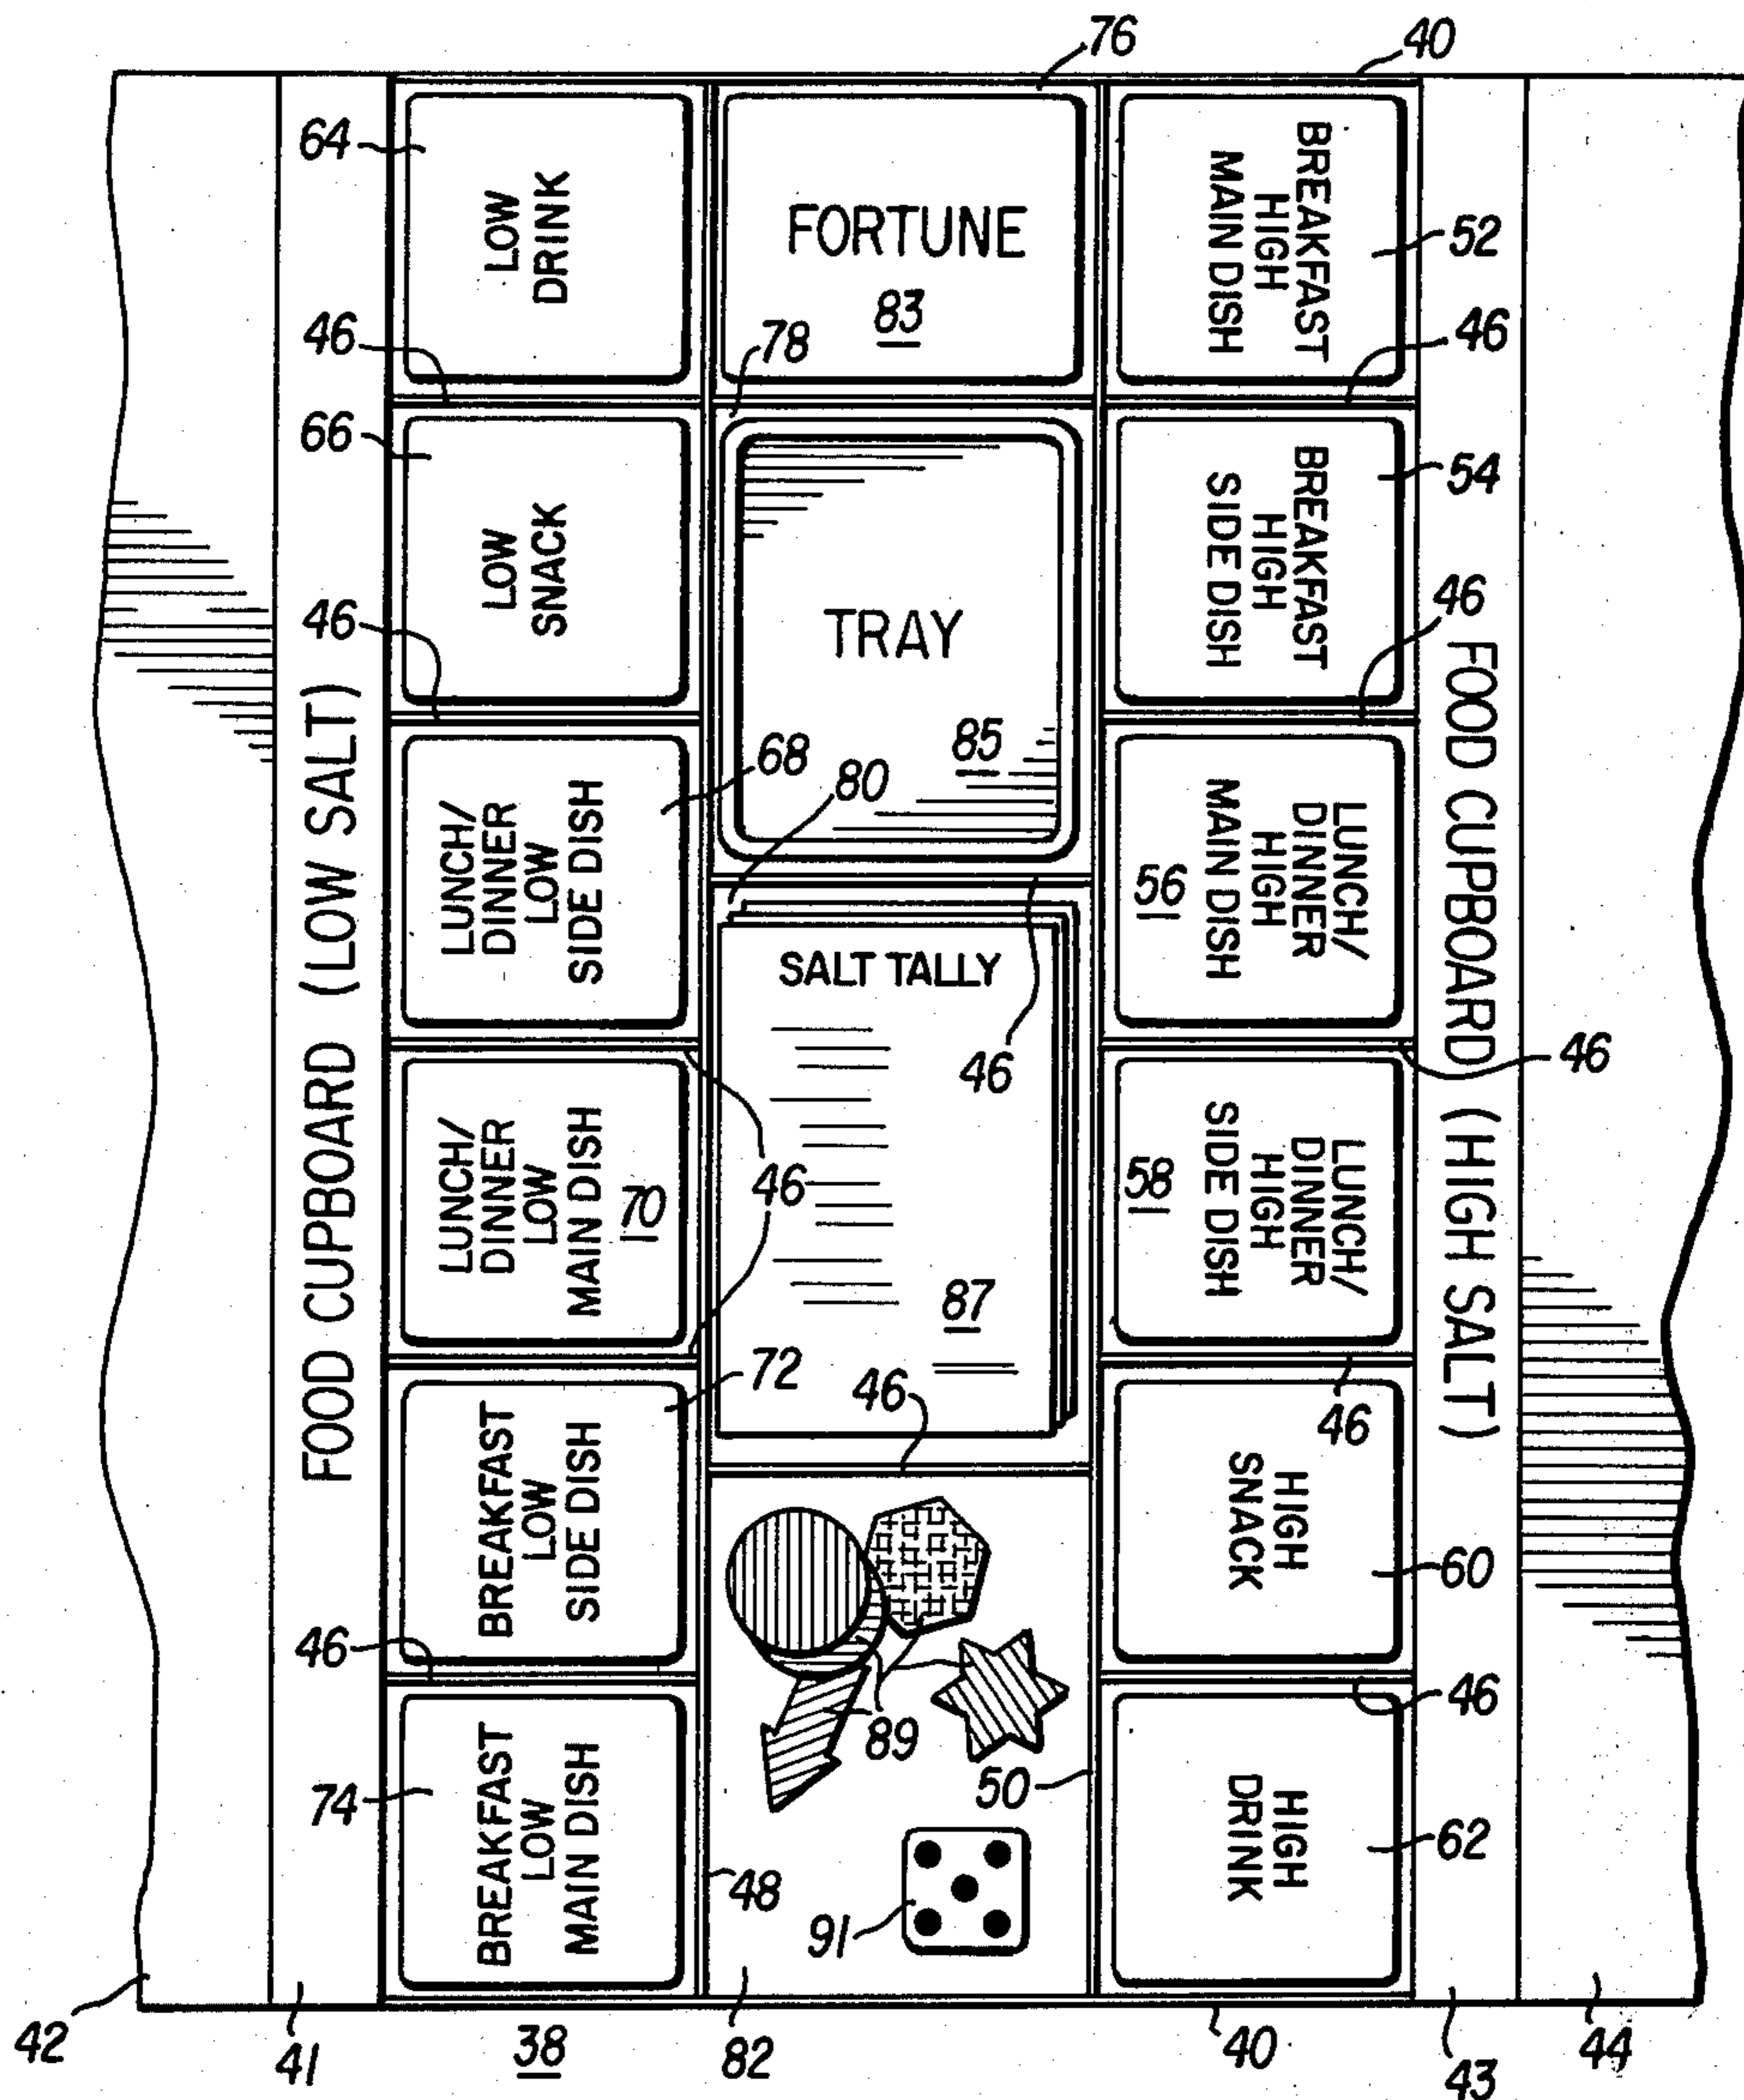 76
40
64
LOW
DRINK
FORTUNE
83
BREAKFAST
HIGH
MAIN DISH
52
46
78
46
66
LOW
SNACK
TRAY
85
BREAKFAST
HIGH
SIDE DISH
54
46
46
FOOD CUPBOARD (LOW SALT)
FOOD CUPBOARD (HIGH SALT)
68
80
LUNCH/
DINNER
LOW
SIDE DISH
56
LUNCH/
DINNER
HIGH
MAIN DISH
SALT TALLY
46
46
LUNCH/
DINNER
LOW
MAIN DISH
70
46
87
58
LUNCH/
DINNER
HIGH
SIDE DISH
72
46
46
BREAKFAST
LOW
SIDE DISH
HIGH
SNACK
60
46
46
89
50
74
BREAKFAST
LOW
MAIN DISH
48
91
HIGH
DRINK
62
42
41
38
82
40
43
44